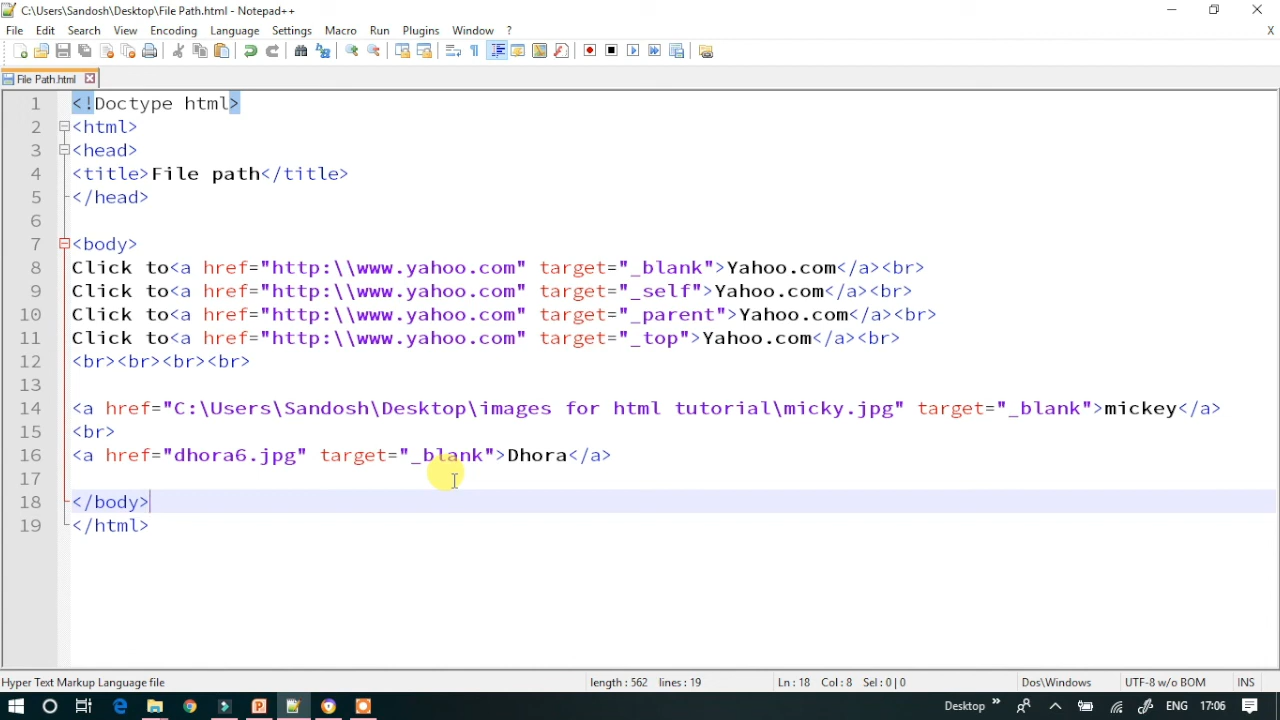 C:\Users\Sandosh\Desktop\File Path.html - Notepad++
File Edit Search View Encoding Language Settings Macro Run Plugins Window ? X
File Path.html
1 <!Doctype html>
2 <html>
3 <head>
4 <title>File path</title>
5 </head>
6
7 <body>
8 Click to<a href="http:\\www.yahoo.com" target="_blank">Yahoo.com</a><br>
9 Click to<a href="http:\\www.yahoo.com" target="_self">Yahoo.com</a><br>
10 Click to<a href="http:\\www.yahoo.com" target="_parent">Yahoo.com</a><br>
11 Click to<a href="http:\\www.yahoo.com" target="_top">Yahoo.com</a><br>
12 <br><br><br><br>
13
14 <a href="C:\Users\Sandosh\Desktop\images for html tutorial\micky.jpg" target="_blank">mickey</a>
15 <br>
16 <a href="dhora6.jpg" target="_blank">Dhora</a>
17
18 </body>
19 </html>
Hyper Text Markup Language file length : 562 lines : 19 Ln : 18 Col : 8 Sel : 0 | 0 Dos\Windows UTF-8 w/o BOM INS
Desktop » ENG 17:06